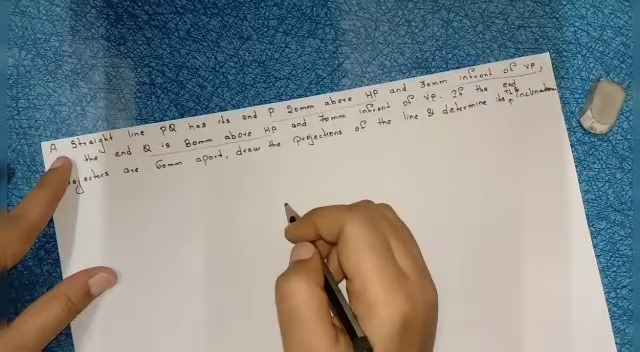 A Straight line PQ has its end P 20mm above HP and 30mm infront of VP,
the end Q is 80mm above HP and 70mm infront of VP. If the end
projectors are 60mm apart, draw the projections of the line & determine its TL & inclination